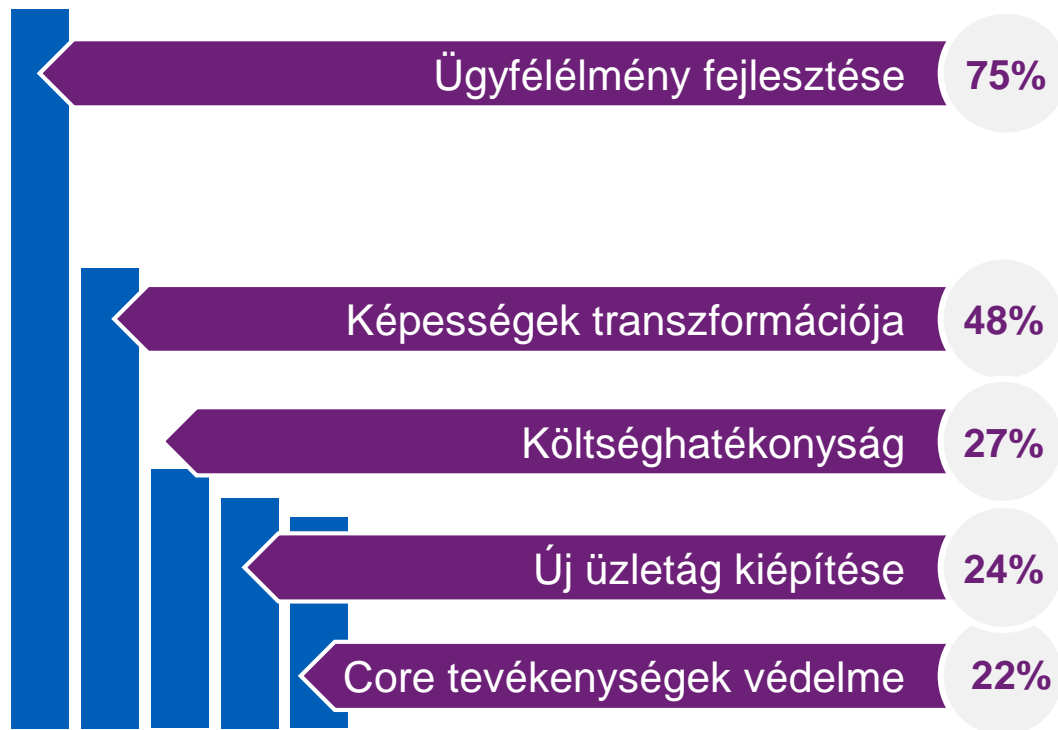 Ügyfélélmény fejlesztése 75%
Képességek transzformációja 48%
Költséghatékonyság 27%
Új üzletág kiépítése 24%
Core tevékenységek védelme 22%